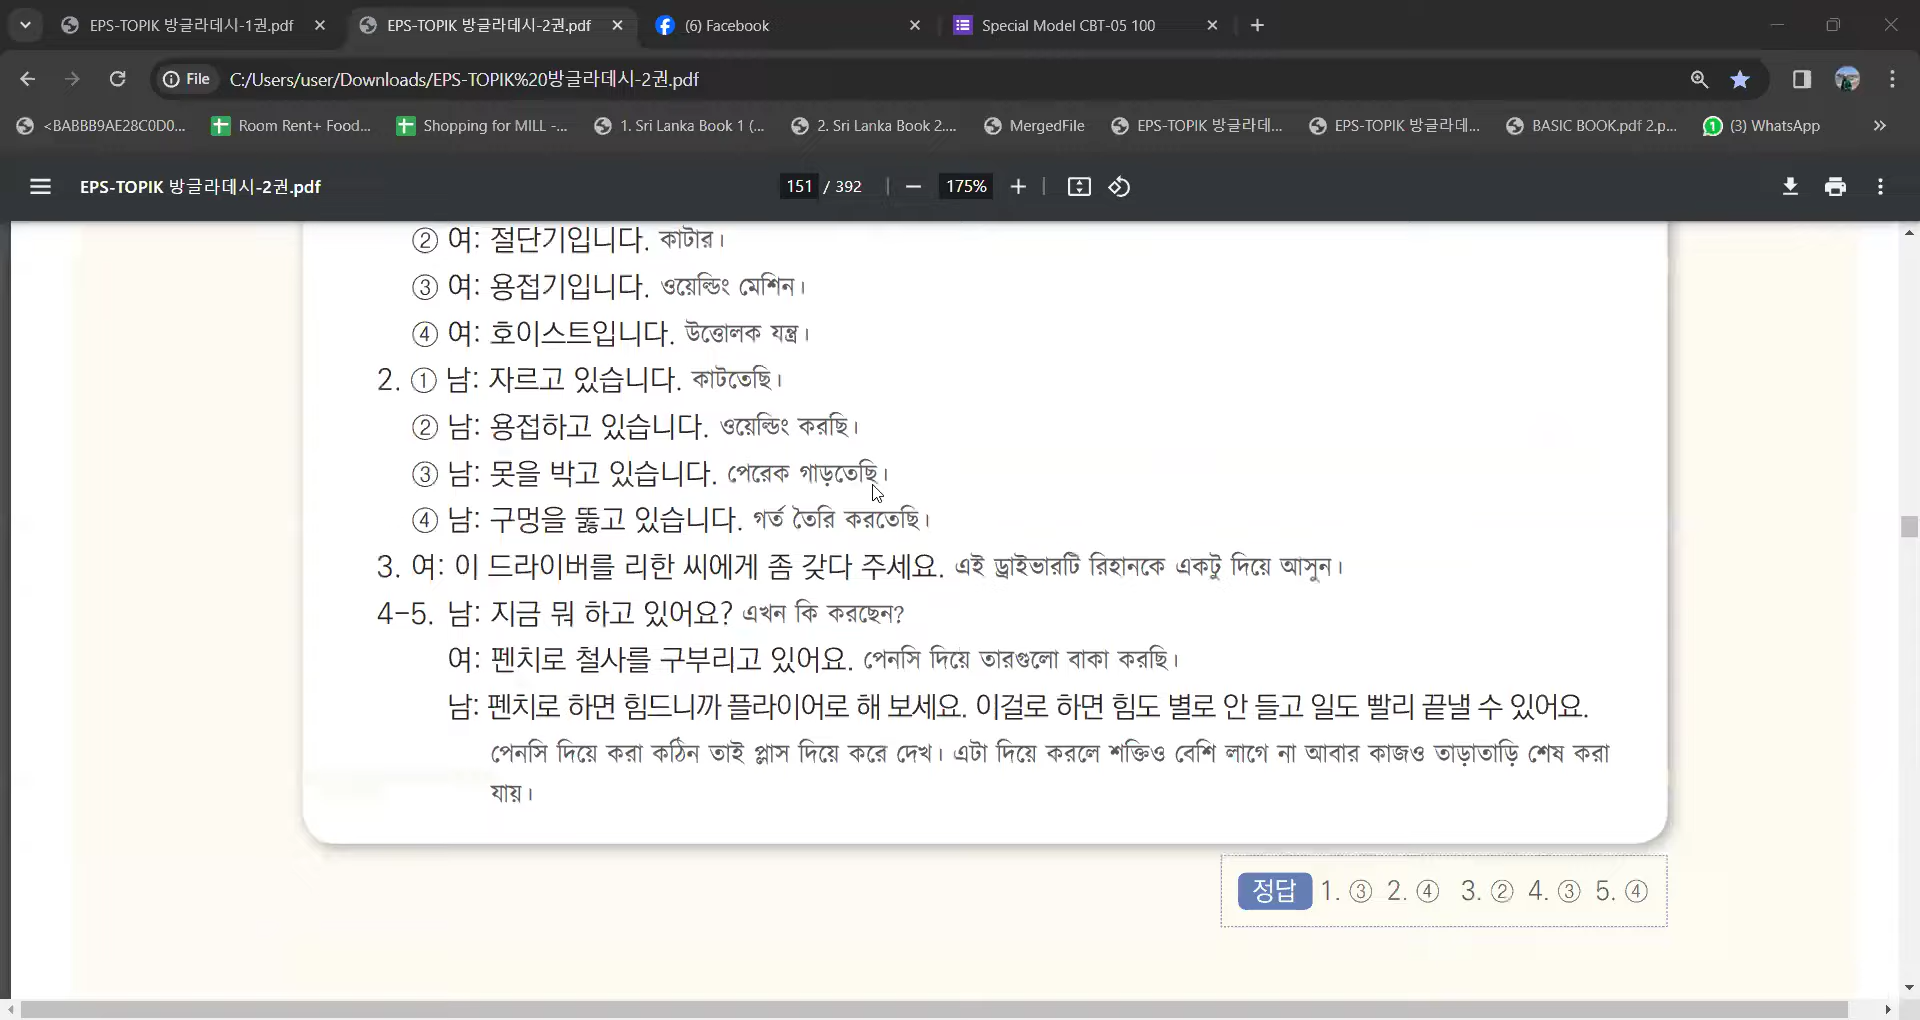 EPS-TOPIK 방글라데시-1권.pdf
EPS-TOPIK 방글라데시-2권.pdf
(6) Facebook
Special Model CBT-05 100
File
C:/Users/user/Downloads/EPS-TOPIK%20방글라데시-2권.pdf
<BABBB9AE28C0D0...
Room Rent+ Food...
Shopping for MILL -...
1. Sri Lanka Book 1 (...
2. Sri Lanka Book 2....
MergedFile
EPS-TOPIK 방글라데...
EPS-TOPIK 방글라데...
BASIC BOOK.pdf 2.p...
1 (3) WhatsApp
EPS-TOPIK 방글라데시-2권.pdf
151 / 392
175%
② 여: 절단기입니다. কাটার।
③ 여: 용접기입니다. ওয়েল্ডিং মেশিন।
④ 여: 호이스트입니다. উত্তোলক যন্ত্র।
2. ① 남: 자르고 있습니다. কাটতেছি।
② 남: 용접하고 있습니다. ওয়েল্ডিং করছি।
③ 남: 못을 박고 있습니다. পেরেক গাড়তেছি।
④ 남: 구멍을 뚫고 있습니다. গর্ত তৈরি করতেছি।
3. 여: 이 드라이버를 리한 씨에게 좀 갖다 주세요. এই ড্রাইভারটি রিহানকে একটু দিয়ে আসুন।
4-5. 남: 지금 뭐 하고 있어요? এখন কি করছেন?
여: 펜치로 철사를 구부리고 있어요. পেনসি দিয়ে তারগুলো বাকা করছি।
남: 펜치로 하면 힘드니까 플라이어로 해 보세요. 이걸로 하면 힘도 별로 안 들고 일도 빨리 끝낼 수 있어요.
পেনসি দিয়ে করা কঠিন তাই প্লাস দিয়ে করে দেখ। এটা দিয়ে করলে শক্তিও বেশি লাগে না আবার কাজও তাড়াতাড়ি শেষ করা
যায়।
정답 1. ③ 2. ④ 3. ② 4. ③ 5. ④